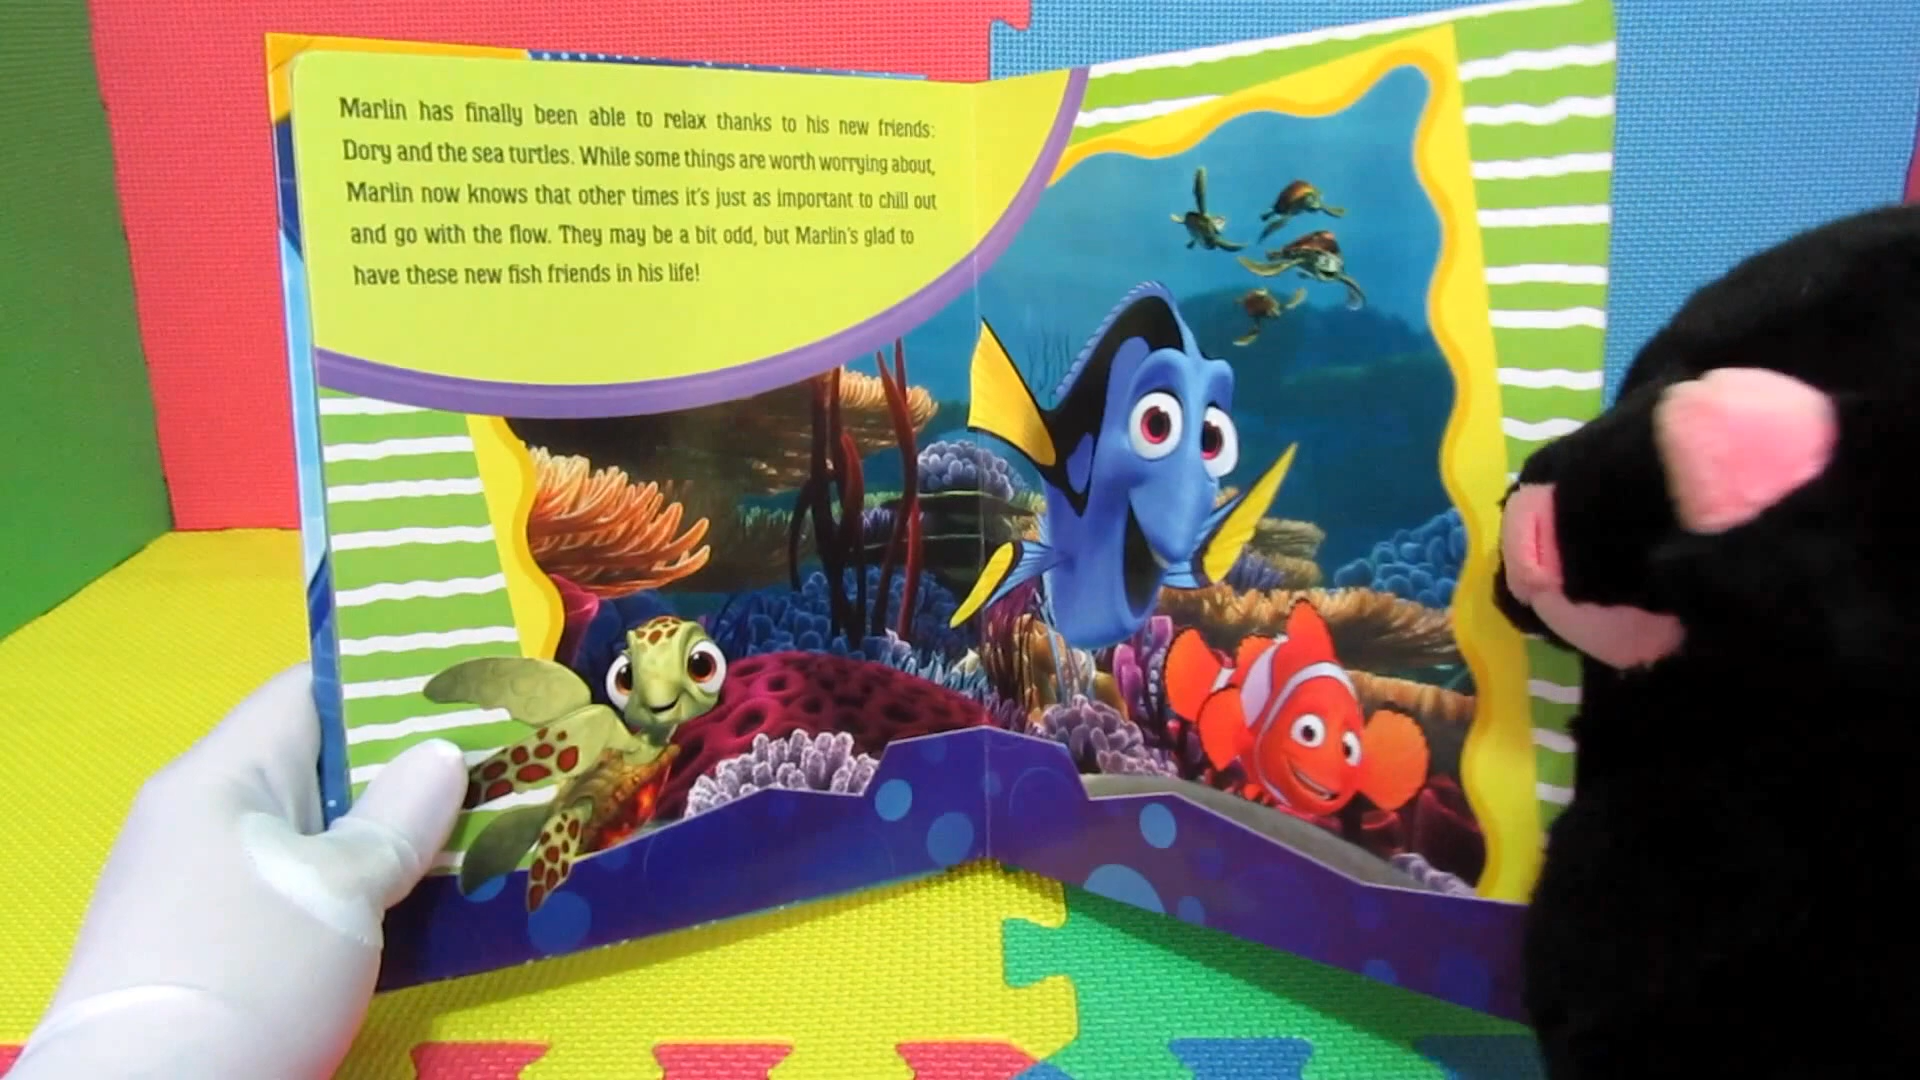 Marlin has finally been able to relax thanks to his new friends:
Dory and the sea turtles. While some things are worth worrying about,
Marlin now knows that other times it's just as important to chill out
and go with the flow. They may be a bit odd, but Marlin's glad to
have these new fish friends in his life!